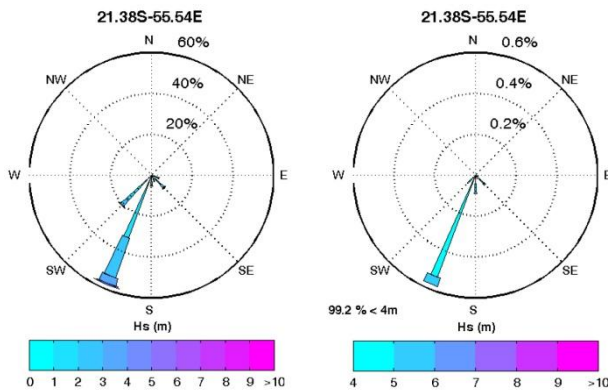 21.38S-55.54E
N
60%
NW
NE
40%
20%
W
E
SW
SE
S
Hs (m)
0 1 2 3 4 5 6 7 8 9 >10
21.38S-55.54E
N
0.6%
NW
NE
0.4%
0.2%
W
E
SW
SE
S
99.2 % < 4m
Hs (m)
4 5 6 7 8 9 >10